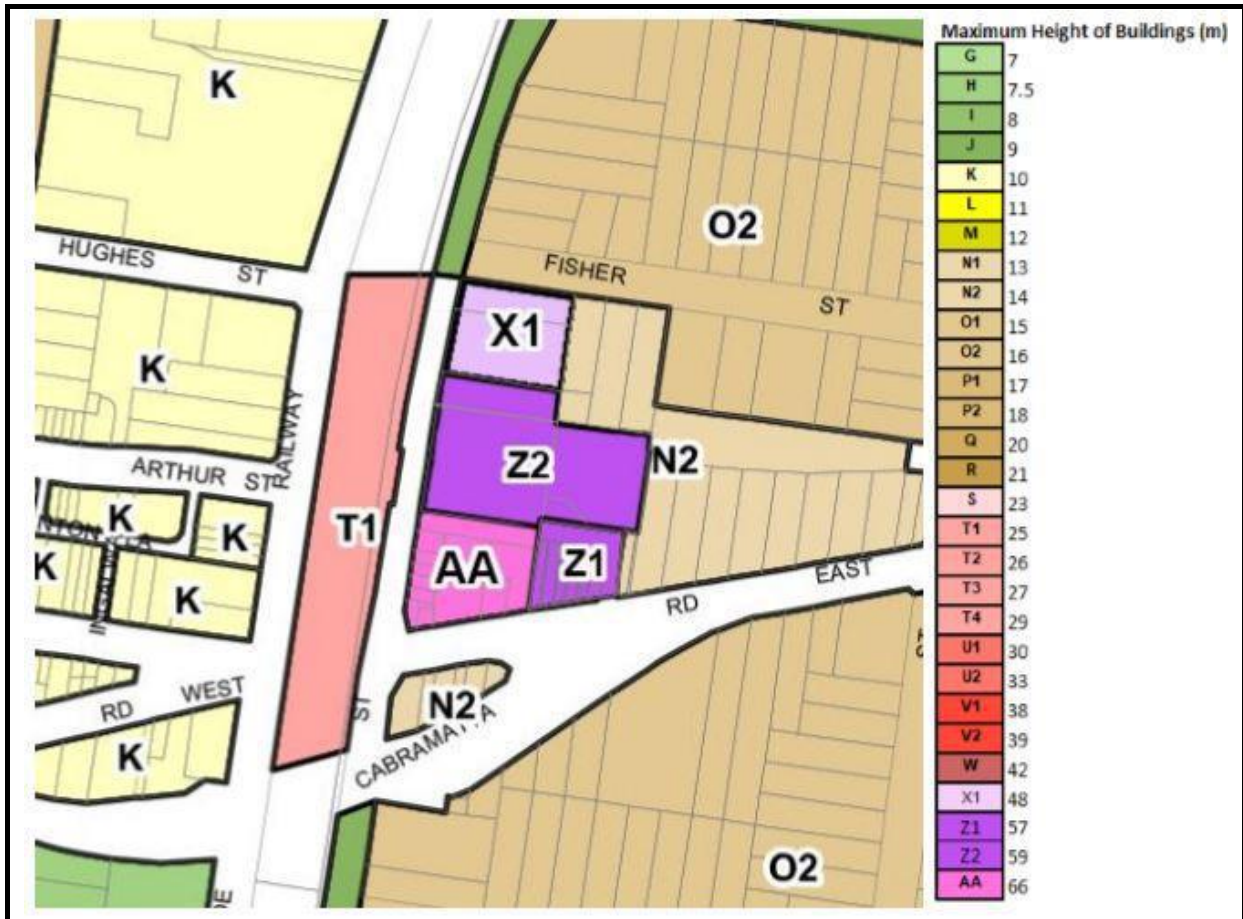 Maximum Height of Buildings (m)
G 7
H 7.5
I 8
J 9
K 10
L 11
M 12
N1 13
N2 14
O1 15
O2 16
P1 17
P2 18
Q 20
R 21
S 23
T1 25
T2 26
T3 27
T4 29
U1 30
U2 33
V1 38
V2 39
W 42
X1 48
Z1 57
Z2 59
AA 66
K
O2
HUGHES ST
FISHER ST
X1
K
RAILWAY
ARTHUR ST
Z2
N2
K
K
T1
AA
Z1
K
K
EAST
RD
WEST
RD
ST
N2
CABRAMATTA
K
O2